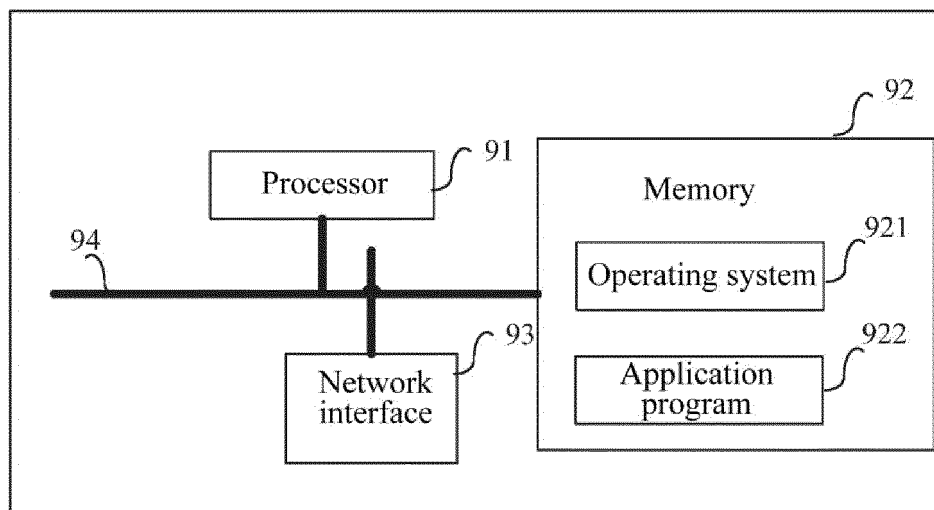 92
91
Processor
Memory
94
921
Operating system
93
922
Network
interface
Application
program